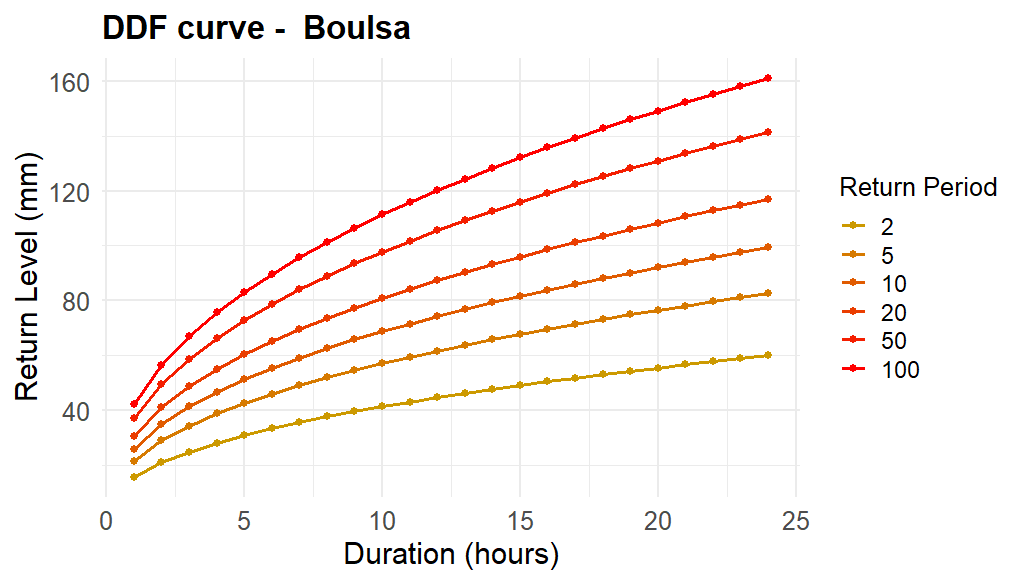 DDF curve -  Boulsa
Return Level (mm)
160
120
80
40
0 5 10 15 20 25
Duration (hours)
Return Period
2
5
10
20
50
100